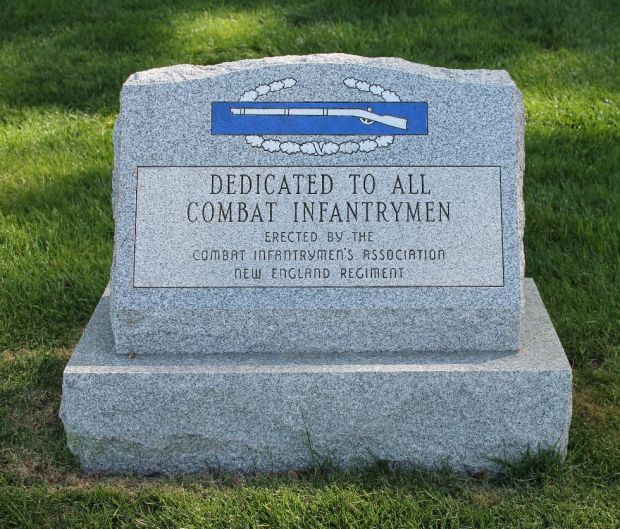 DEDICATED TO ALL
COMBAT INFANTRYMEN
ERECTED BY THE
COMBAT INFANTRYMEN'S ASSOCIATION
NEW ENGLAND REGIMENT